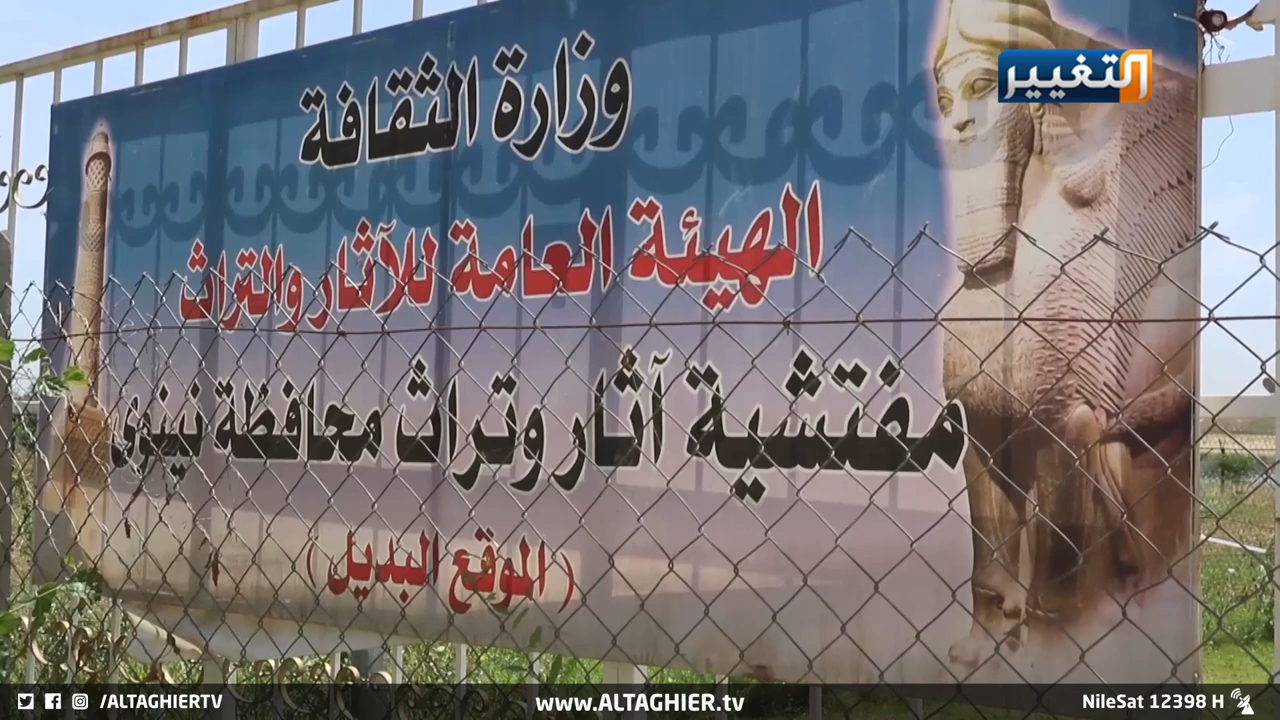 التغيير
وزارة الثقافة
الهيئة العامة للآثار والتراث
مفتشية آثار وتراث محافظة نينوى
( الموقع البديل )
/ALTAGHIERTV
www.ALTAGHIER.tv
NileSat 12398 H